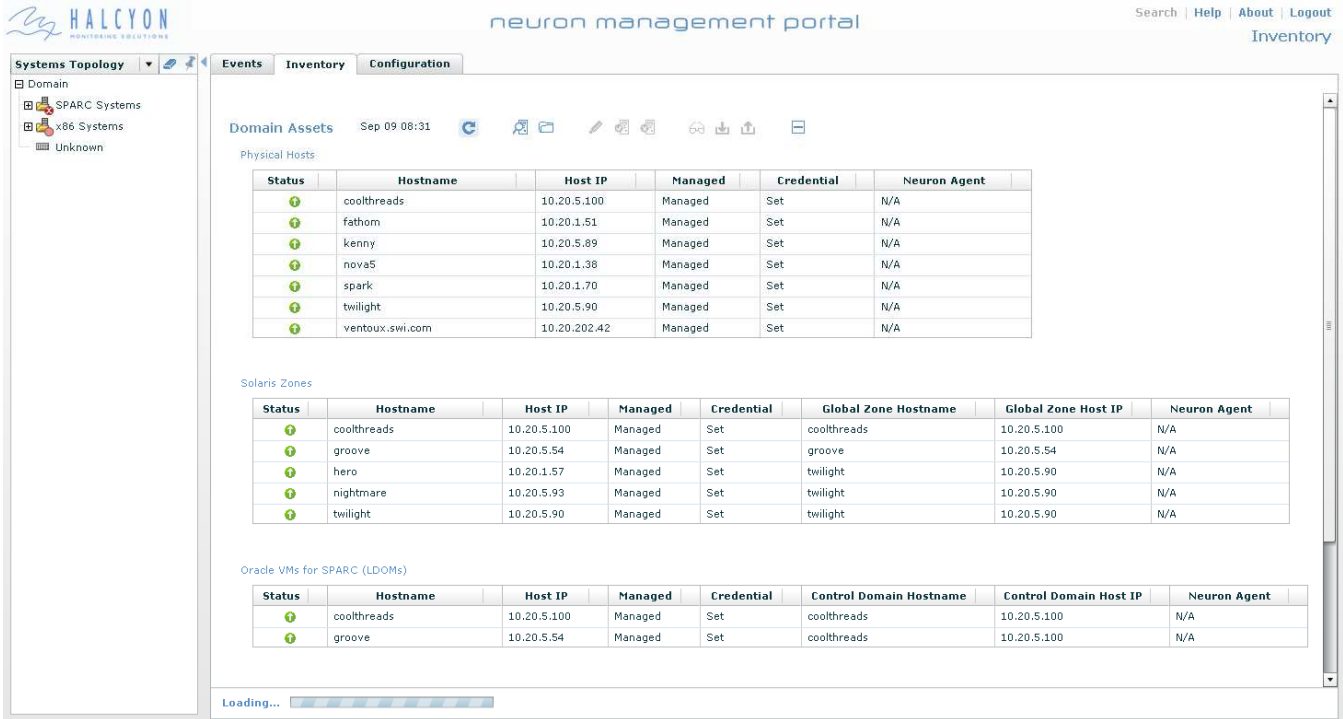 HALCYON
MONITORING SOLUTIONS
neuron management portal
Search | Help | About | Logout
Inventory
Systems Topology
Events Inventory Configuration
Domain
SPARC Systems
x86 Systems
Unknown
Domain Assets Sep 09 08:31
Physical Hosts
Status Hostname Host IP Managed Credential Neuron Agent
coolthreads 10.20.5.100 Managed Set N/A
fathom 10.20.1.51 Managed Set N/A
kenny 10.20.5.89 Managed Set N/A
nova5 10.20.1.38 Managed Set N/A
spark 10.20.1.70 Managed Set N/A
twilight 10.20.5.90 Managed Set N/A
ventoux.swi.com 10.20.202.42 Managed Set N/A
Solaris Zones
Status Hostname Host IP Managed Credential Global Zone Hostname Global Zone Host IP Neuron Agent
coolthreads 10.20.5.100 Managed Set coolthreads 10.20.5.100 N/A
groove 10.20.5.54 Managed Set groove 10.20.5.54 N/A
hero 10.20.1.57 Managed Set twilight 10.20.5.90 N/A
nightmare 10.20.5.93 Managed Set twilight 10.20.5.90 N/A
twilight 10.20.5.90 Managed Set twilight 10.20.5.90 N/A
Oracle VMs for SPARC (LDOMs)
Status Hostname Host IP Managed Credential Control Domain Hostname Control Domain Host IP Neuron Agent
coolthreads 10.20.5.100 Managed Set coolthreads 10.20.5.100 N/A
groove 10.20.5.54 Managed Set coolthreads 10.20.5.100 N/A
Loading...